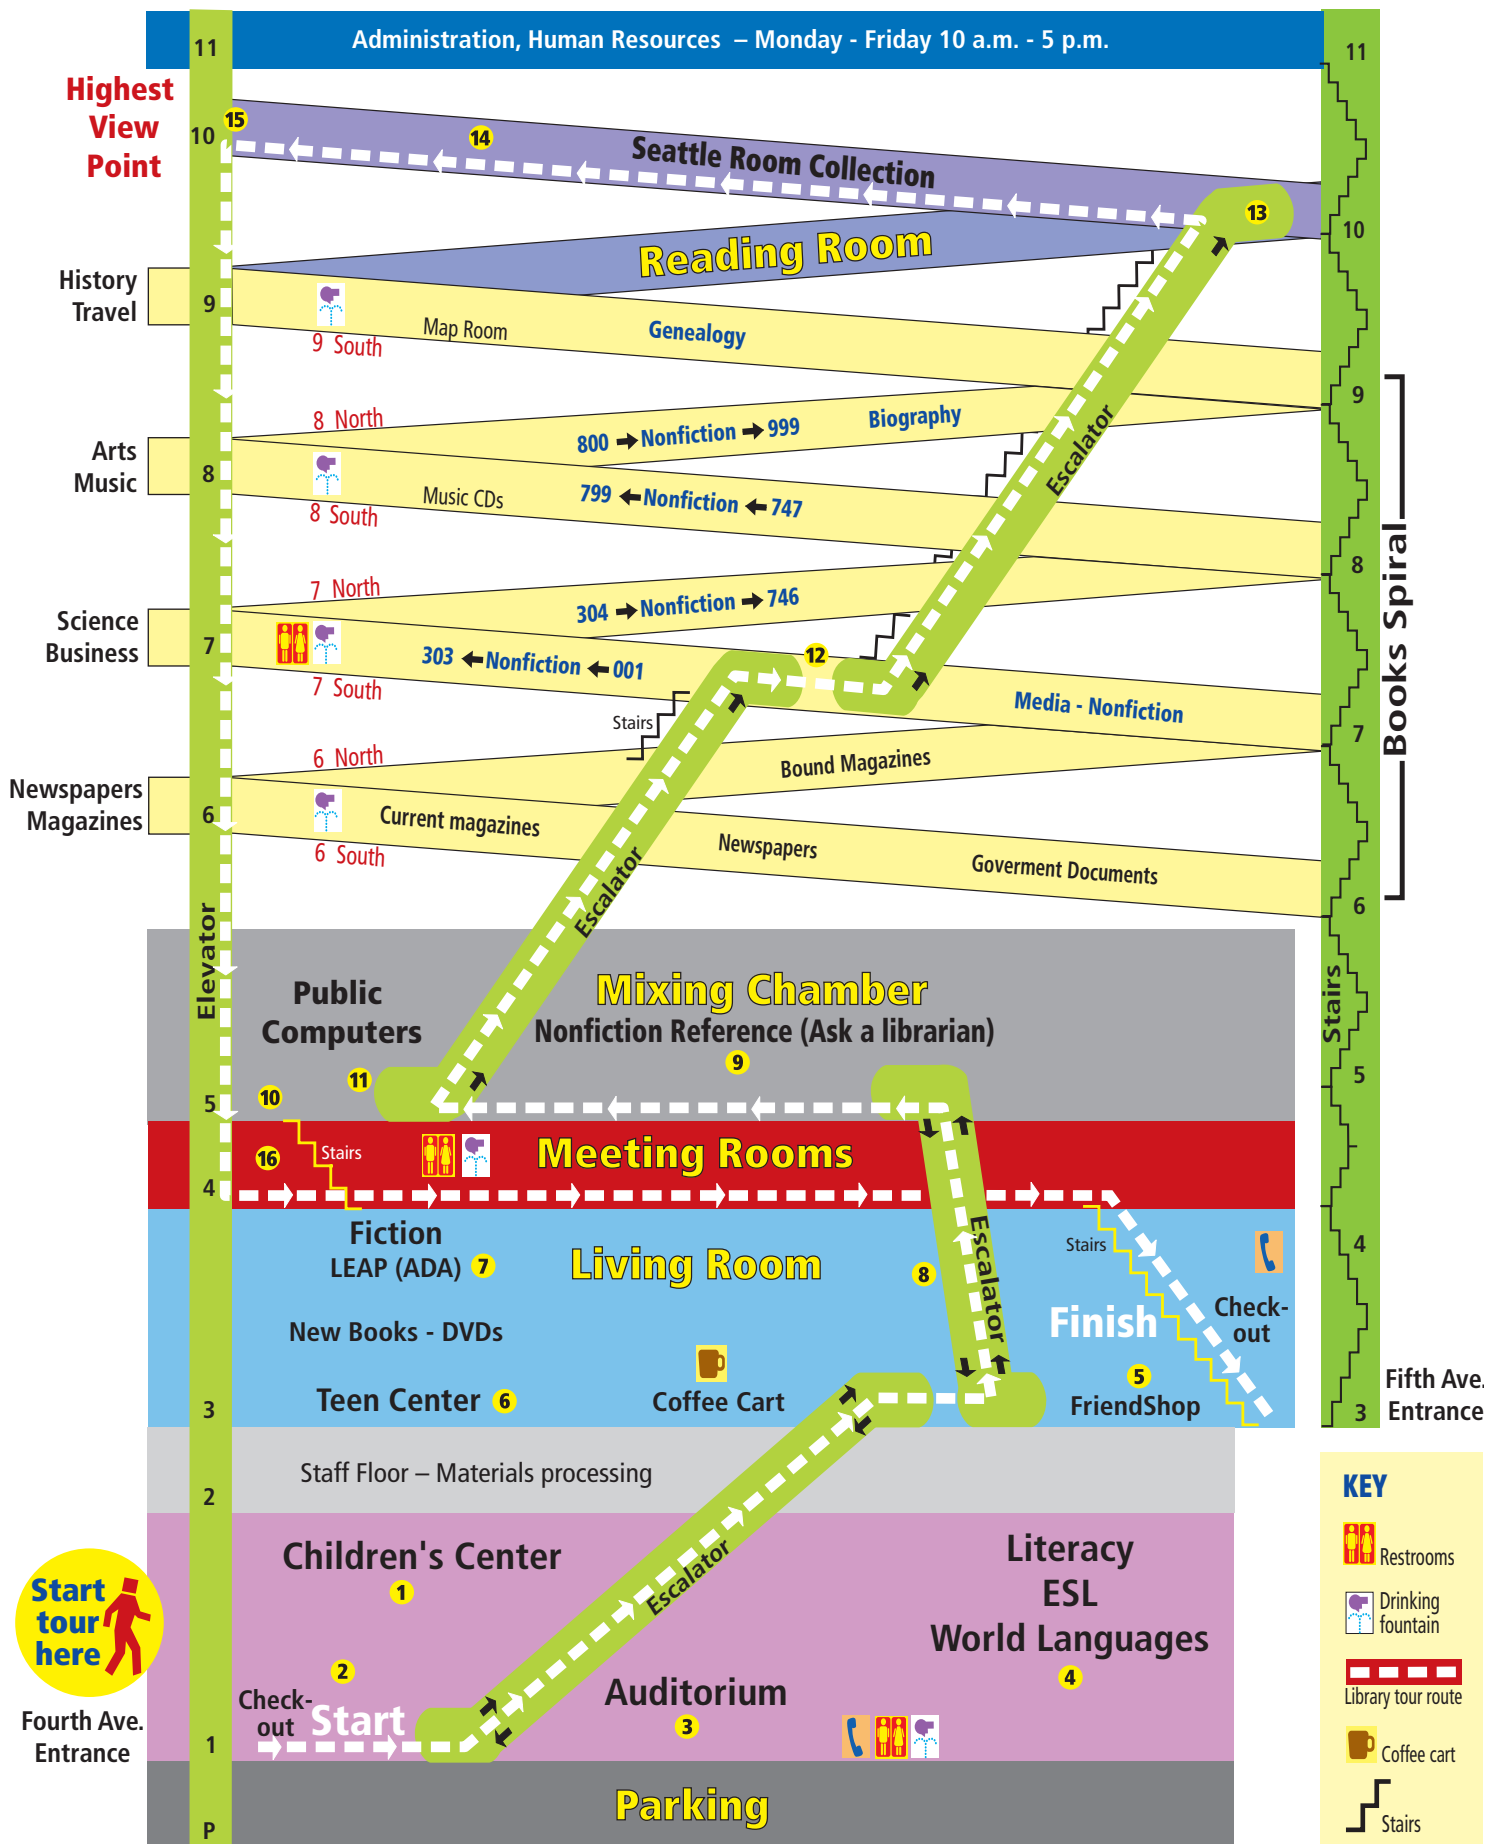 11
Administration, Human Resources – Monday - Friday 10 a.m. - 5 p.m.
11
Highest
View
Point
15
10
14
Seattle Room Collection
13
10
Reading Room
History
Travel
9
9 South
Map Room
Genealogy
9
8 North
800 Nonfiction 999
Biography
Escalator
Arts
Music
8
8 South
Music CDs
799 Nonfiction 747
8
Books Spiral
7 North
304 Nonfiction 746
Science
Business
7
7 South
303 Nonfiction 001
12
Media - Nonfiction
7
Stairs
6 North
Bound Magazines
Newspapers
Magazines
6
6 South
Current magazines
Newspapers
Goverment Documents
6
Escalator
Elevator
Public
Computers
Mixing Chamber
Nonfiction Reference (Ask a librarian)
9
11
10
5
Stairs
5
16
Stairs
Meeting Rooms
4
Fiction
LEAP (ADA) 7
Living Room
8
Escalator
Stairs
4
New Books - DVDs
Finish
Check-
out
Teen Center 6
Coffee Cart
5
FriendShop
3
3
Fifth Ave.
Entrance
Staff Floor – Materials processing
2
Children's Center
1
Escalator
Literacy
ESL
World Languages
4
Start
tour
here
2
Check-
out
Start
Auditorium
3
Fourth Ave.
Entrance
1
Parking
P
KEY
Restrooms
Drinking
fountain
Library tour route
Coffee cart
Stairs